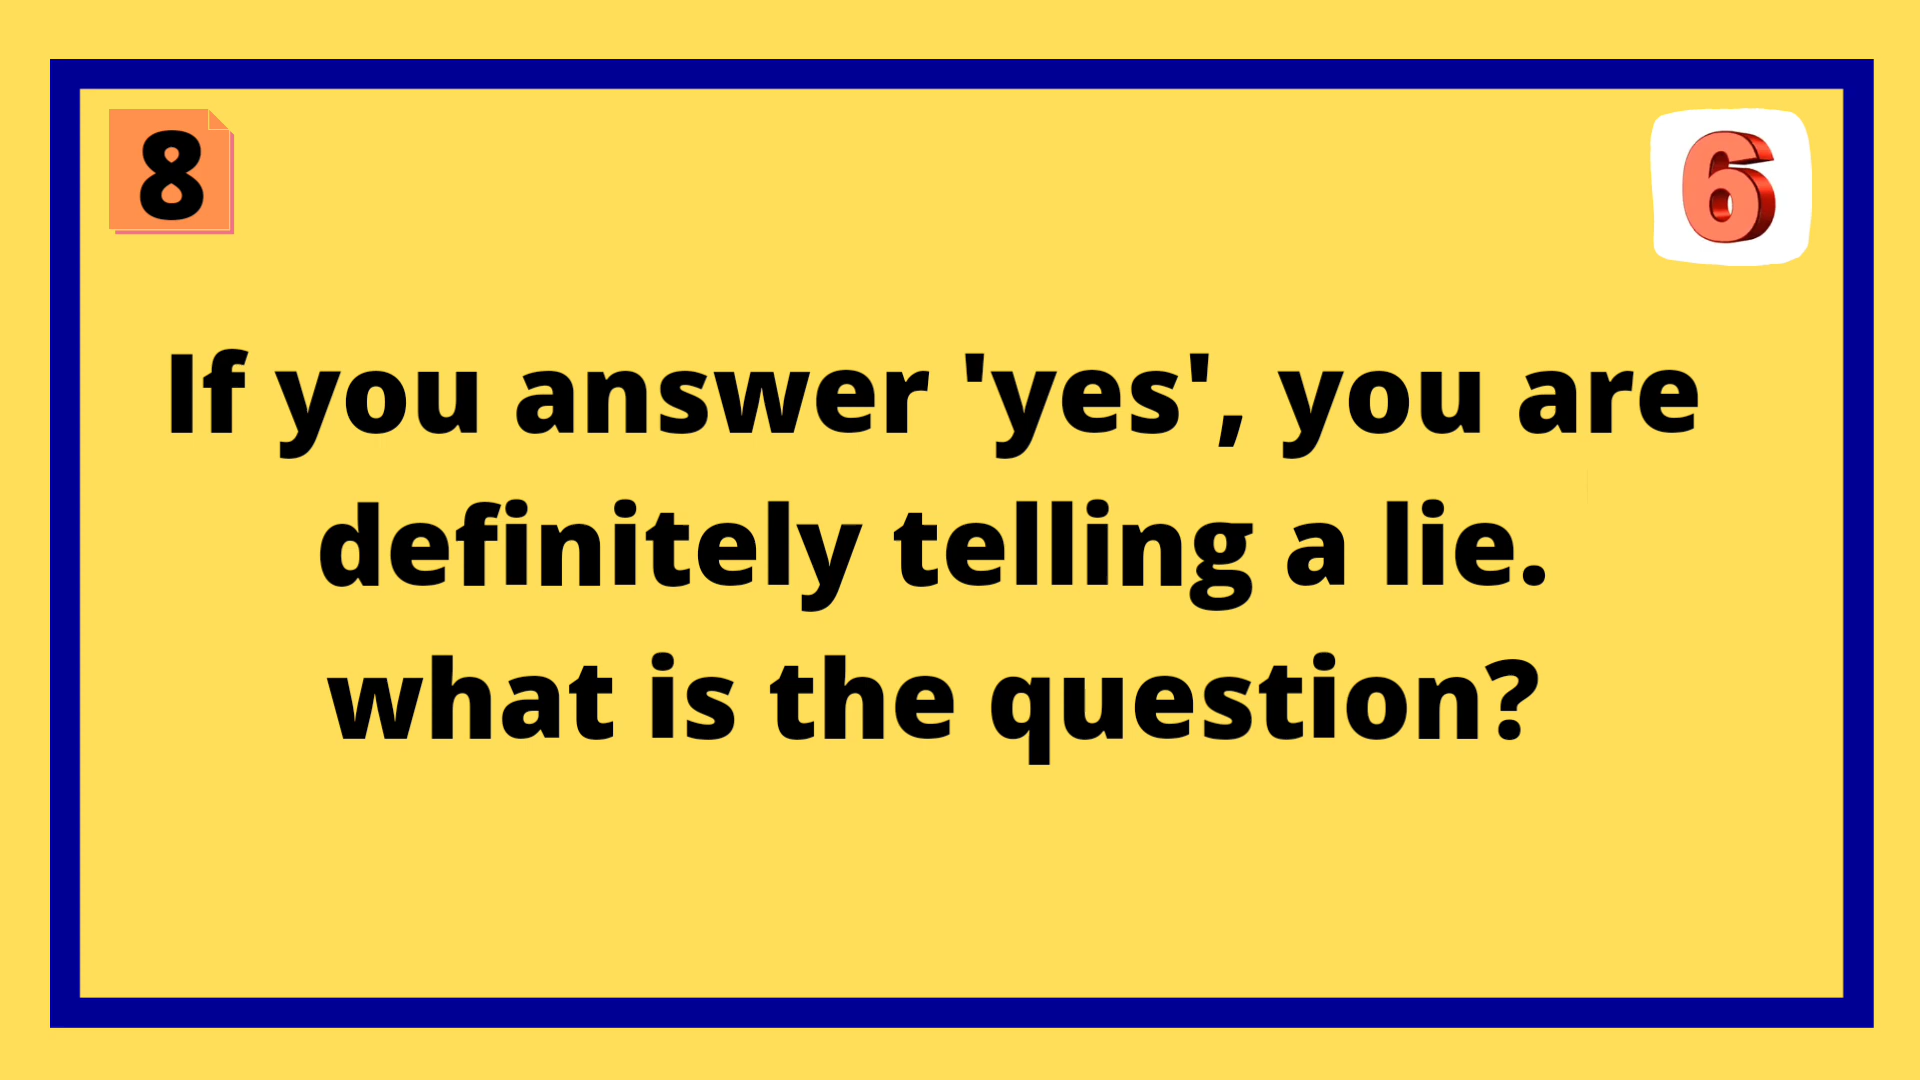 8
6
If you answer 'yes', you are
definitely telling a lie.
what is the question?